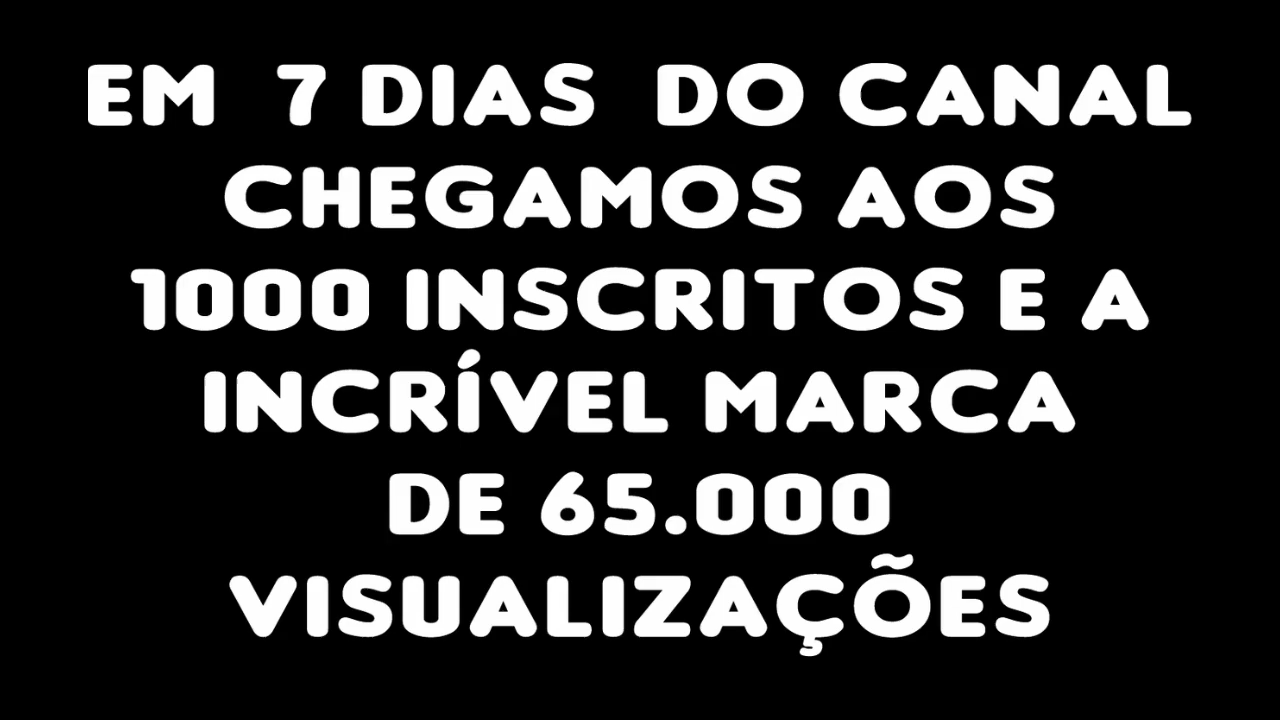 EM 7 DIAS DO CANAL
CHEGAMOS AOS
1000 INSCRITOS E A
INCRÍVEL MARCA
DE 65.000
VISUALIZAÇÕES